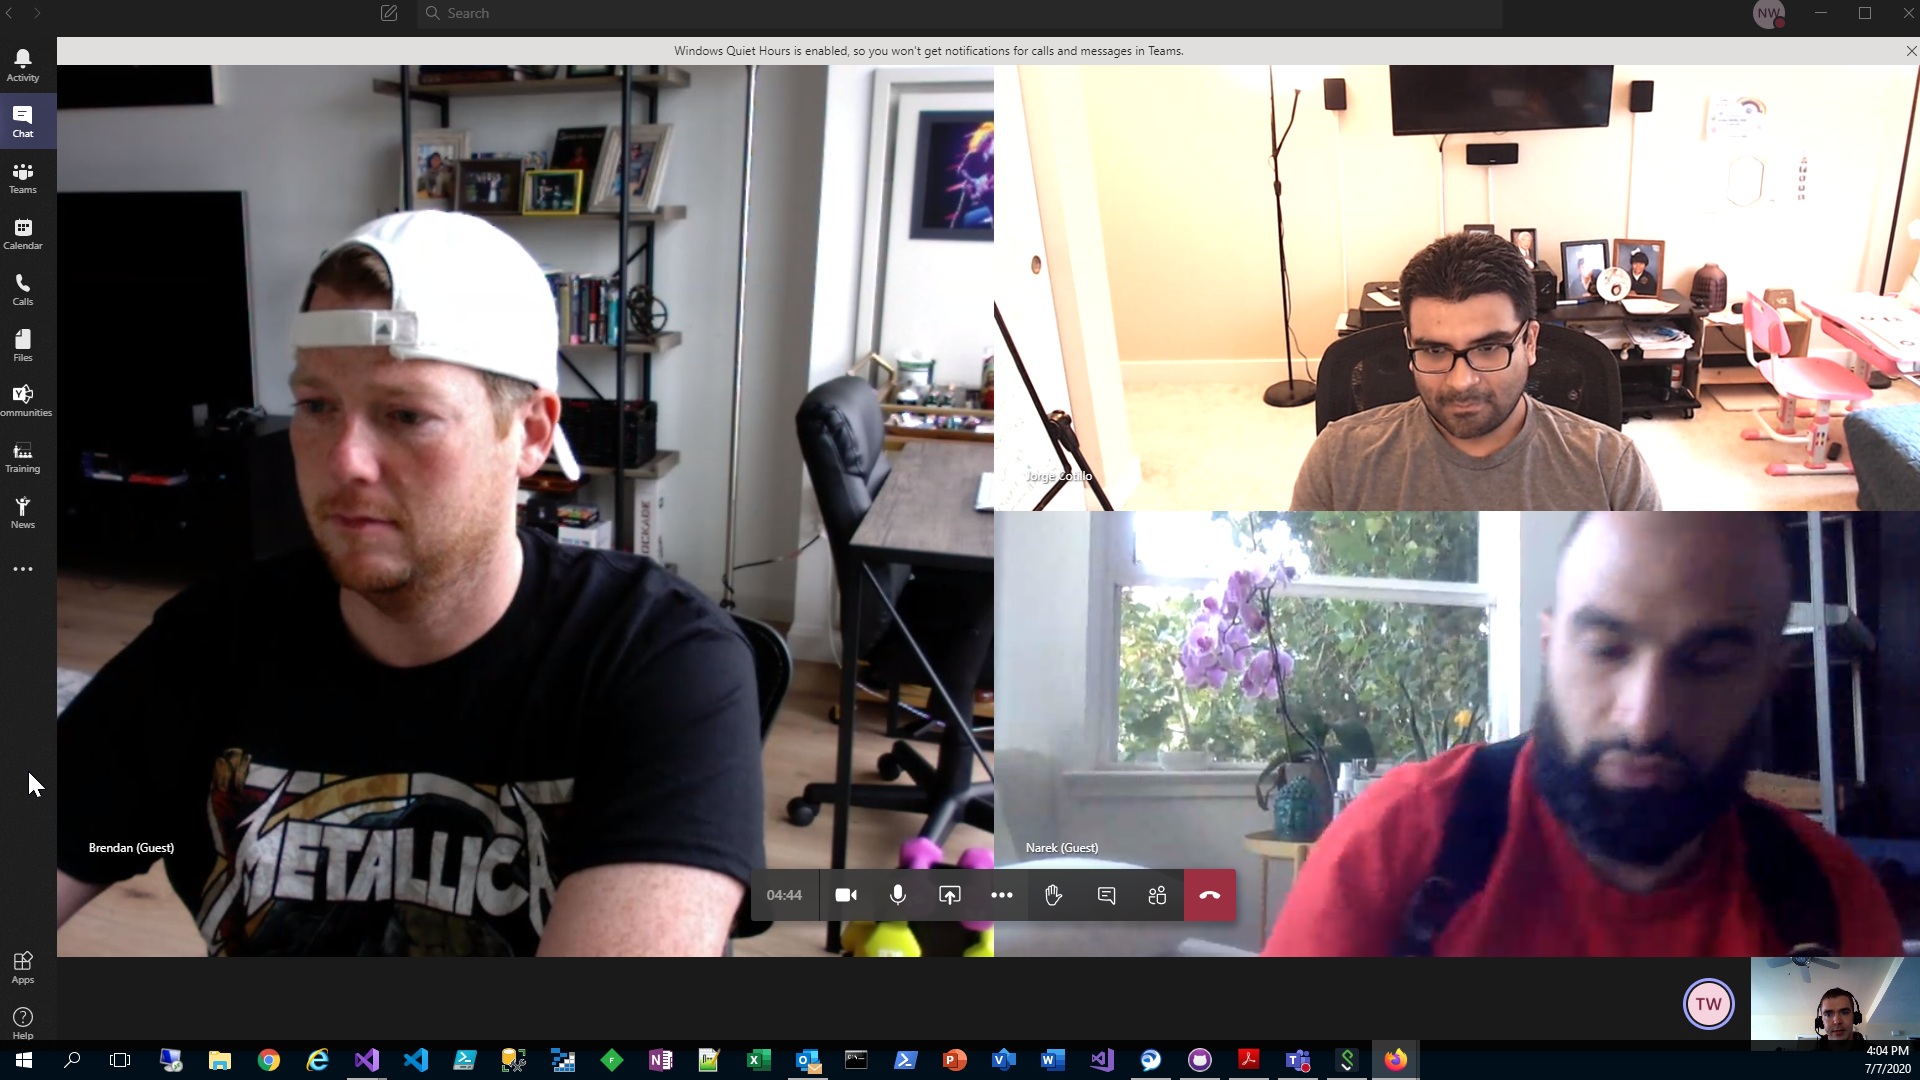 Search
NW
Windows Quiet Hours is enabled, so you won't get notifications for calls and messages in Teams.
Activity
Chat
Teams
Calendar
Calls
Files
ommunities
Training
News
Apps
Help
Jorge Cotillo
OCKADE
METALLICA
Brendan (Guest)
Narek (Guest)
04:44
TW
4:04 PM
7/7/2020